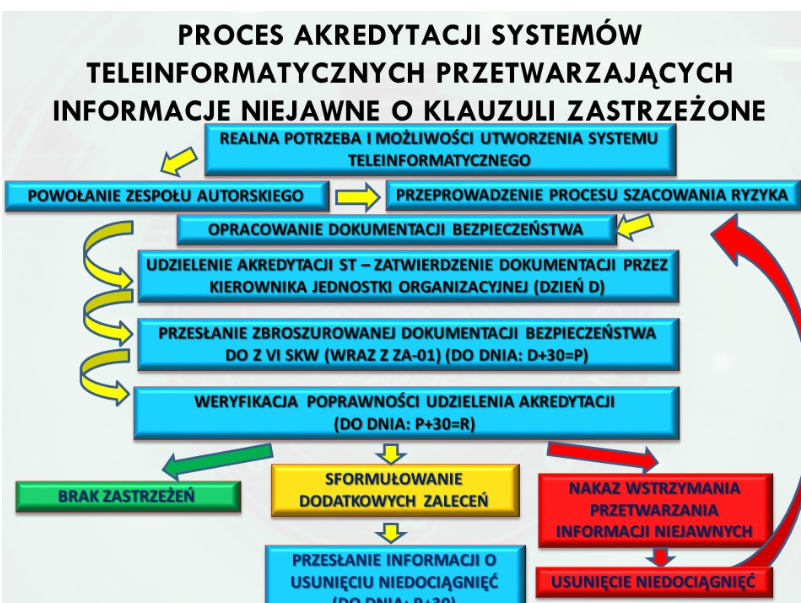 PROCES AKREDYTACJI SYSTEMÓW
TELEINFORMATYCZNYCH PRZETWARZAJĄCYCH
INFORMACJE NIEJAWNE O KLAUZULI ZASTRZEŻONE
REALNA POTRZEBA I MOŻLIWOŚCI UTWORZENIA SYSTEMU
TELEINFORMATYCZNEGO
POWOŁANIE ZESPOŁU AUTORSKIEGO
PRZEPROWADZENIE PROCESU SZACOWANIA RYZYKA
OPRACOWANIE DOKUMENTACJI BEZPIECZEŃSTWA
UDZIELENIE AKREDYTACJI ST – ZATWIERDZENIE DOKUMENTACJI PRZEZ
KIEROWNIKA JEDNOSTKI ORGANIZACYJNEJ (DZIEŃ D)
PRZESŁANIE ZBROSZUROWANEJ DOKUMENTACJI BEZPIECZEŃSTWA
DO Z VI SKW (WRAZ Z ZA-01) (DO DNIA: D+30=P)
WERYFIKACJA POPRAWNOŚCI UDZIELENIA AKREDYTACJI
(DO DNIA: P+30=R)
BRAK ZASTRZEŻEŃ
SFORMUŁOWANIE
DODATKOWYCH ZALECEŃ
NAKAZ WSTRZYMANIA
PRZETWARZANIA
INFORMACJI NIEJAWNYCH
PRZESŁANIE INFORMACJI O
USUNIĘCIU NIEDOCIĄGNIĘĆ
(DO DNIA: R+30)
USUNIĘCIE NIEDOCIĄGNIĘĆ